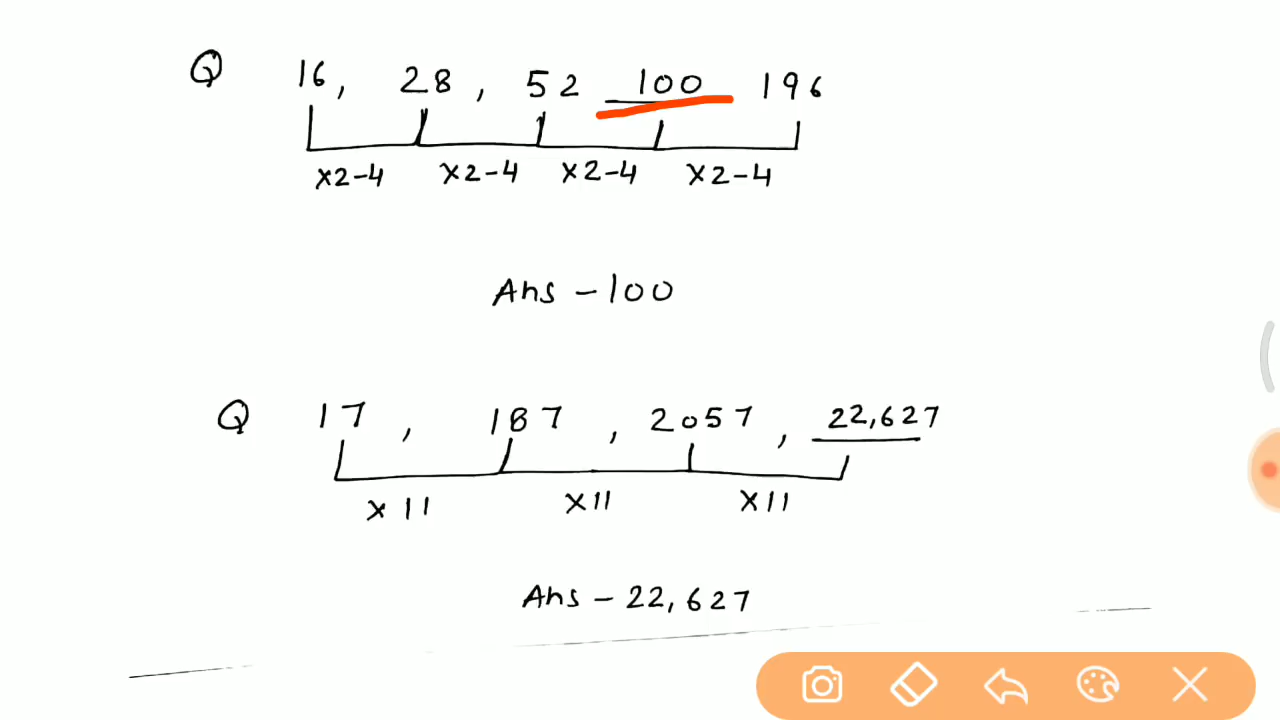 Q 16, 28, 52 100 196
x2-4 x2-4 x2-4 x2-4
Ans - 100
Q 17, 187, 2057, 22,627
x 11 x11 x11
Ans - 22,627